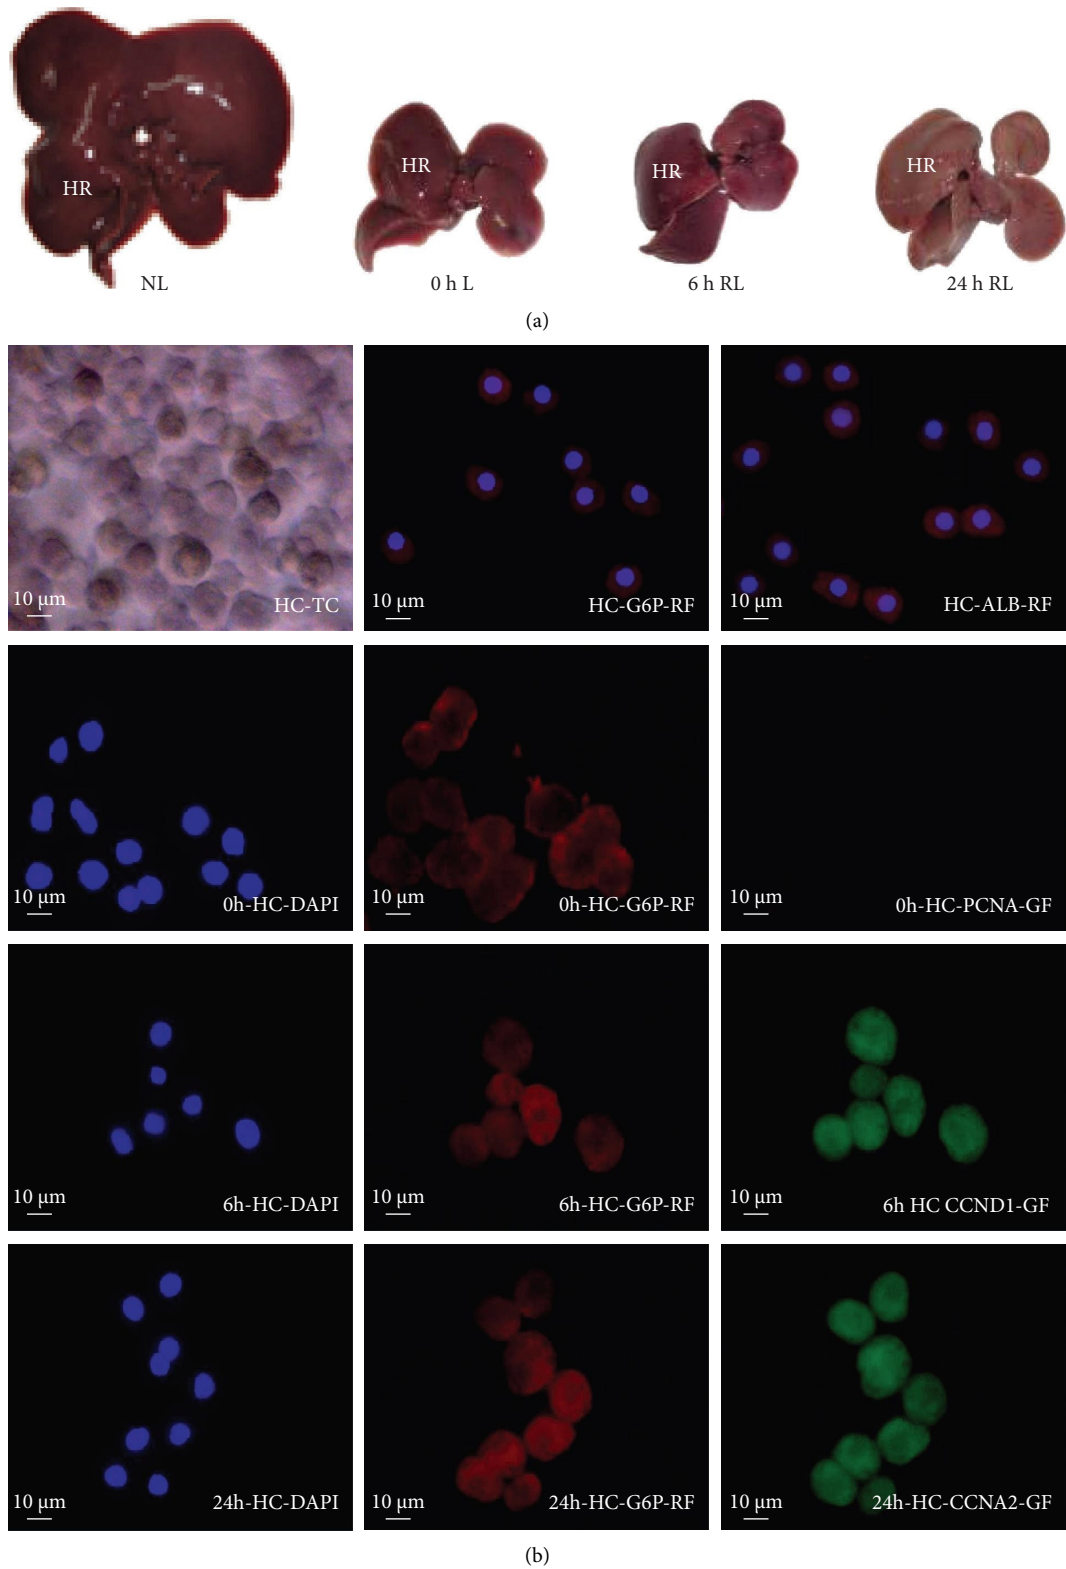 HR
HR
HR
HR
NL
0 h L
6 h RL
24 h RL
(a)
10 μm
HC-TC
10 μm
HC-G6P-RF
10 μm
HC-ALB-RF
10 μm
0h-HC-DAPI
10 μm
0h-HC-G6P-RF
10 μm
0h-HC-PCNA-GF
10 μm
6h-HC-DAPI
10 μm
6h-HC-G6P-RF
10 μm
6h HC CCND1-GF
10 μm
24h-HC-DAPI
10 μm
24h-HC-G6P-RF
10 μm
24h-HC-CCNA2-GF
(b)